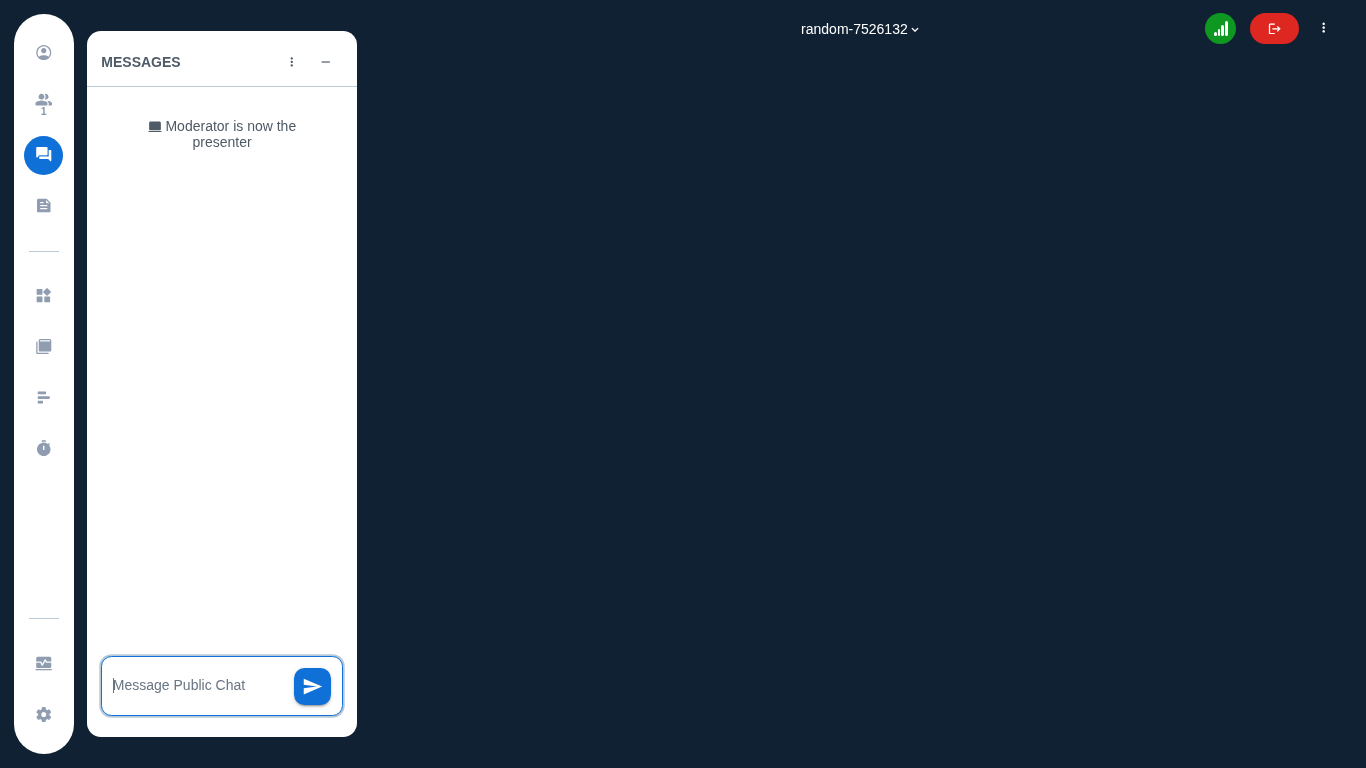 random-7526132
MESSAGES
1
Moderator is now the
presenter
Message Public Chat